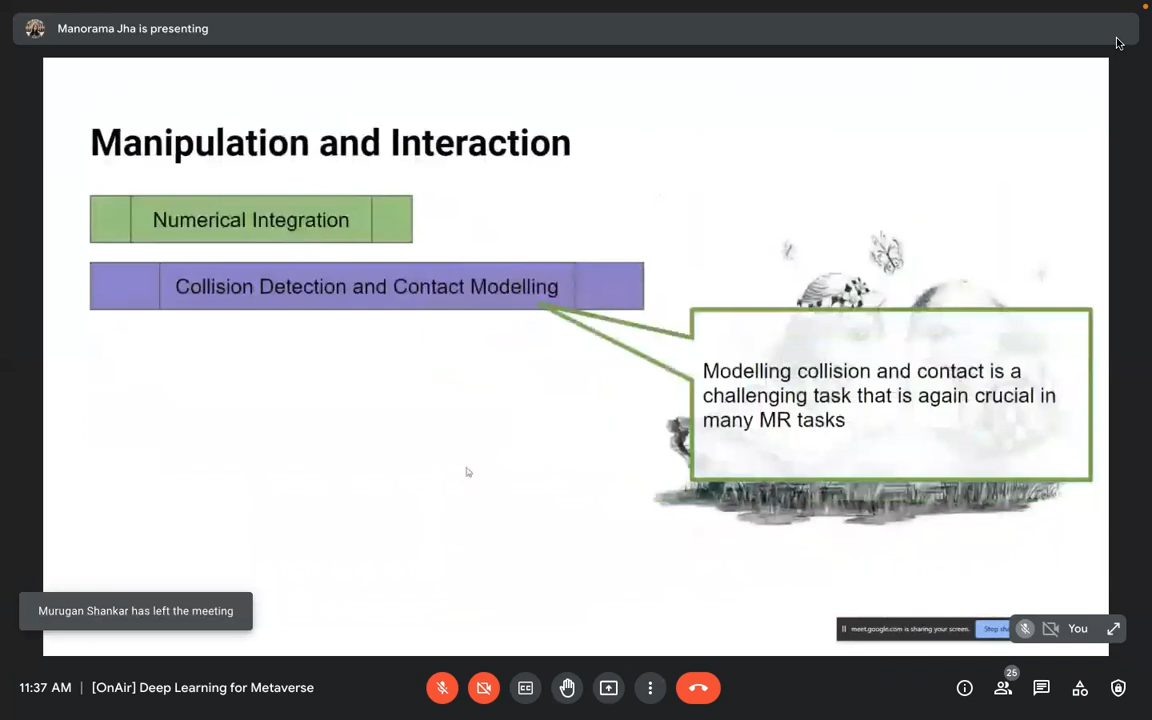 Manorama Jha is presenting
Manipulation and Interaction
Numerical Integration
Collision Detection and Contact Modelling
Modelling collision and contact is a
challenging task that is again crucial in
many MR tasks
Murugan Shankar has left the meeting
meet.google.com is sharing your screen.
Stop
You
25
11:37 AM | [OnAir] Deep Learning for Metaverse